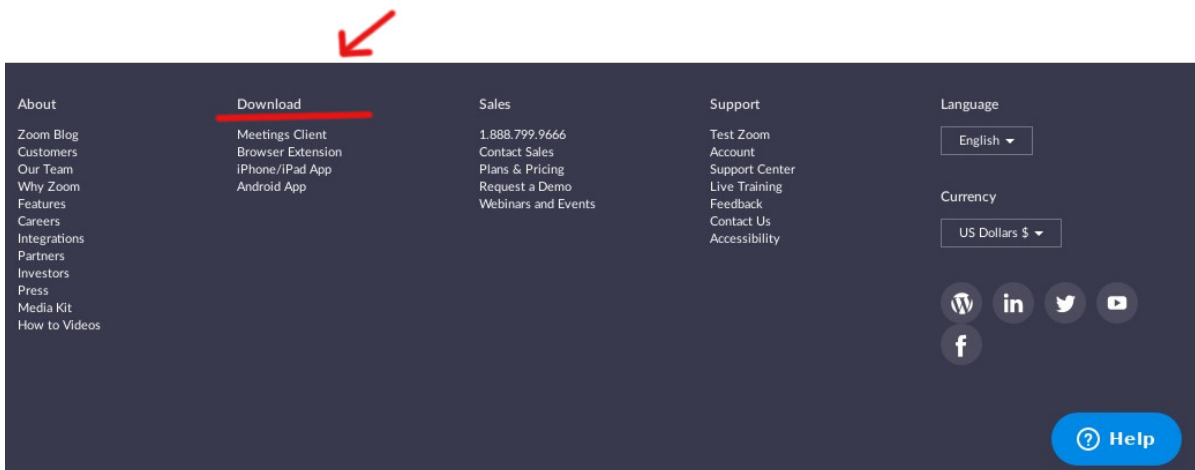 About
Zoom Blog
Customers
Our Team
Why Zoom
Features
Careers
Integrations
Partners
Investors
Press
Media Kit
How to Videos
Download
Meetings Client
Browser Extension
iPhone/iPad App
Android App
Sales
1.888.799.9666
Contact Sales
Plans & Pricing
Request a Demo
Webinars and Events
Support
Test Zoom
Account
Support Center
Live Training
Feedback
Contact Us
Accessibility
Language
English
Currency
US Dollars $
in
f
Help